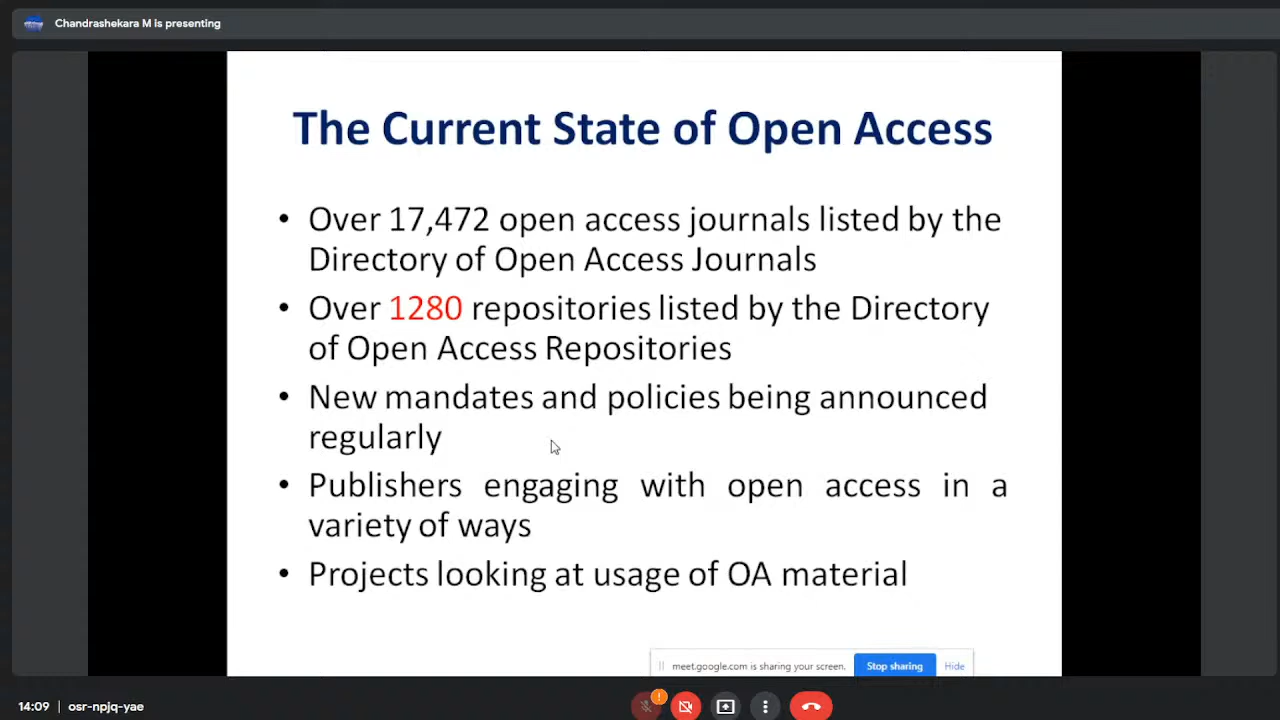 Chandrashekara M is presenting
The Current State of Open Access
• Over 17,472 open access journals listed by the
Directory of Open Access Journals
• Over 1280 repositories listed by the Directory
of Open Access Repositories
• New mandates and policies being announced
regularly
• Publishers engaging with open access in a
variety of ways
• Projects looking at usage of OA material
meet.google.com is sharing your screen. Stop sharing Hide
14:09 | osr-npjq-yae
!